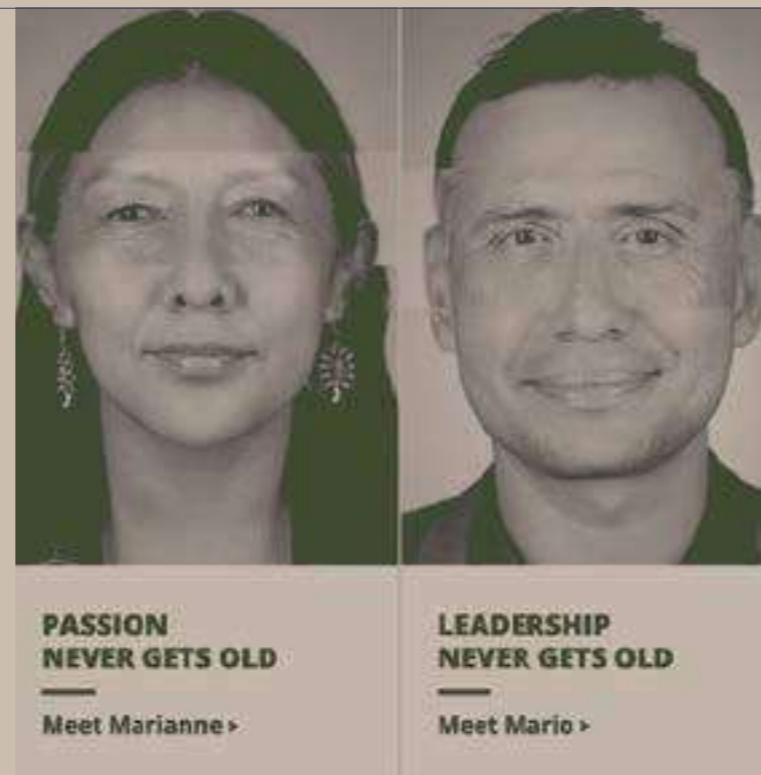 PASSION
NEVER GETS OLD
Meet Marianne ▸
LEADERSHIP
NEVER GETS OLD
Meet Mario ▸